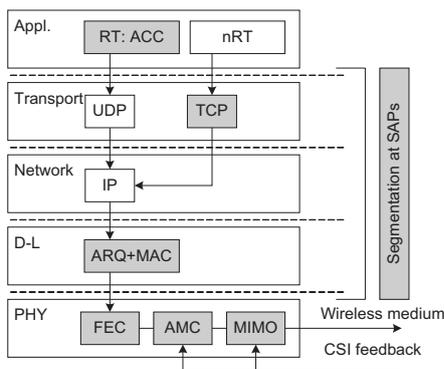 Appl.
RT: ACC
nRT
Transport
UDP
TCP
Network
IP
D-L
ARQ+MAC
PHY
FEC
AMC
MIMO
Segmentation at SAPs
Wireless medium
CSI feedback